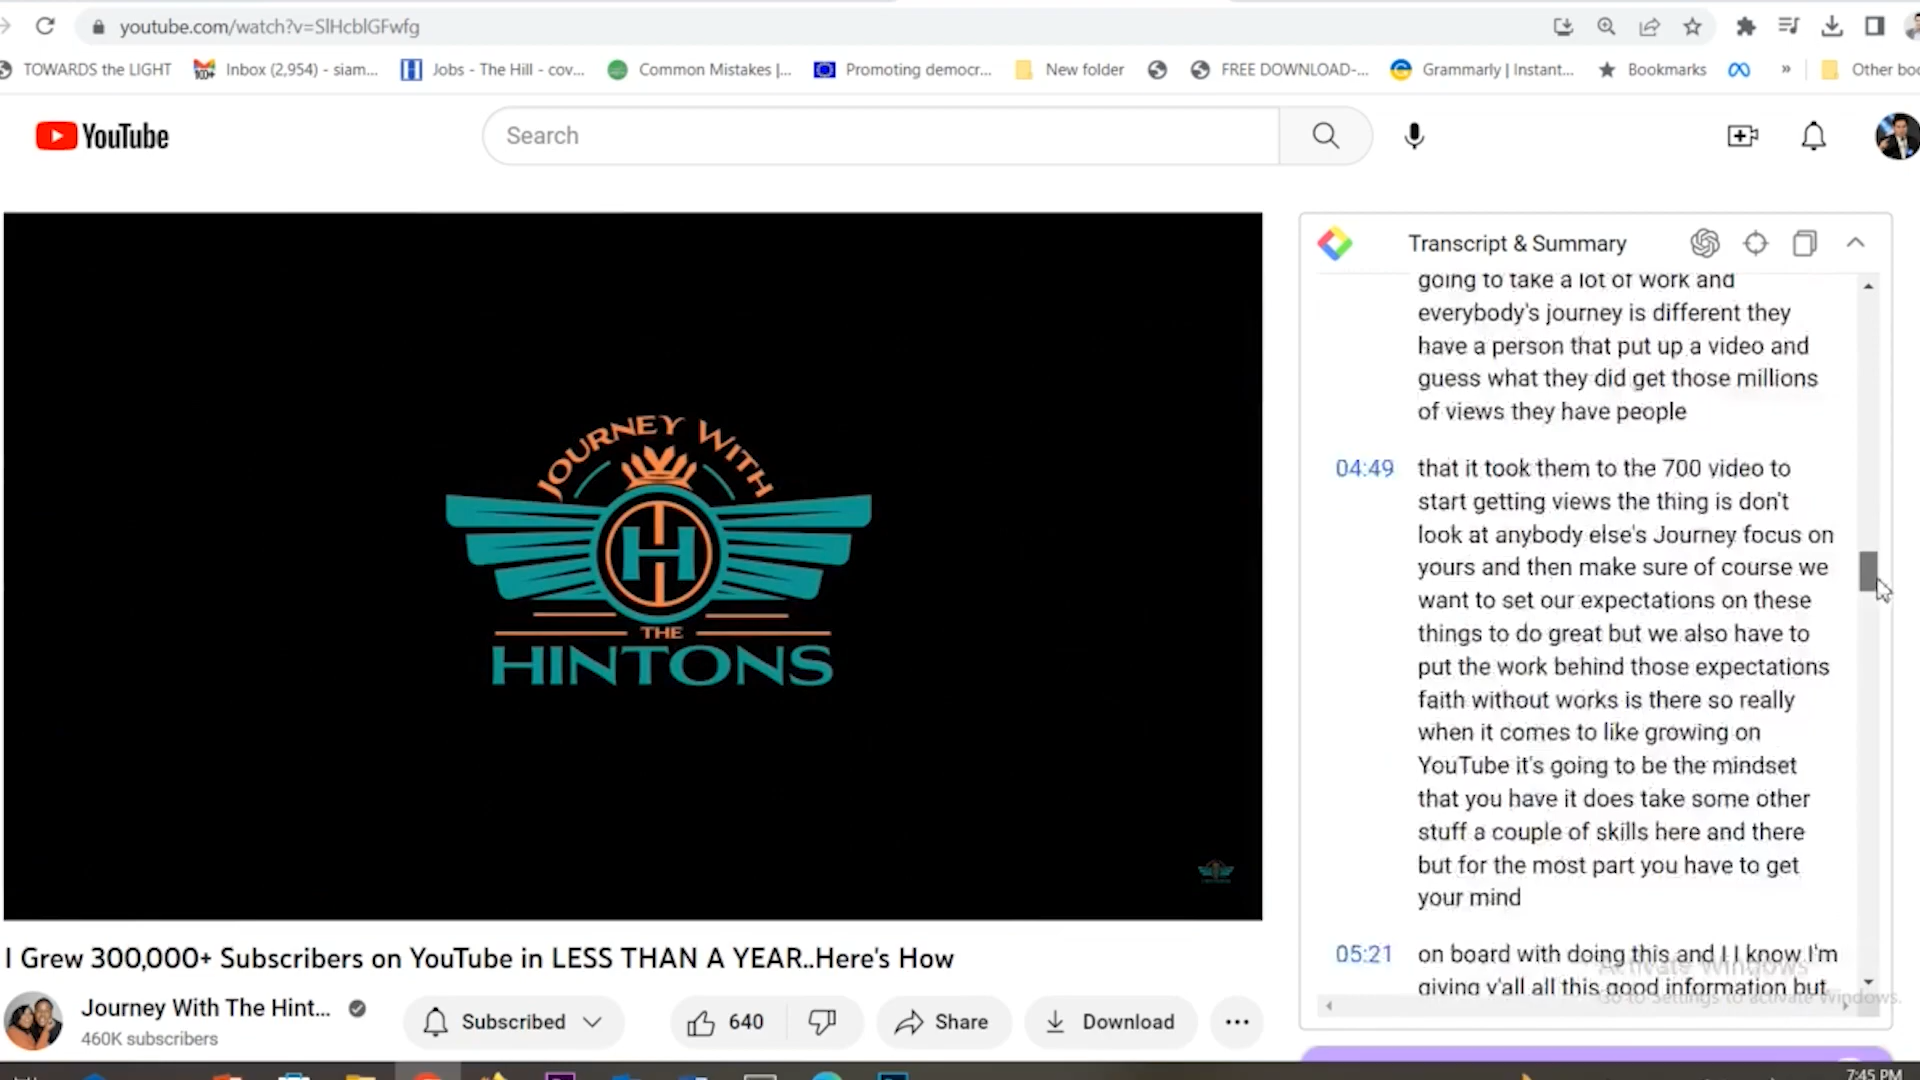 youtube.com/watch?v=SlHcblGFwfg
TOWARDS the LIGHT
Inbox (2,954) - siam...
Jobs - The Hill - cov...
Common Mistakes |...
Promoting democr...
New folder
FREE DOWNLOAD-...
Grammarly | Instant...
Bookmarks
»
Other boo
YouTube
Search
JOURNEY WITH
H
THE
HINTONS
Transcript & Summary
going to take a lot of work and
everybody's journey is different they
have a person that put up a video and
guess what they did get those millions
of views they have people
04:49 that it took them to the 700 video to
start getting views the thing is don't
look at anybody else's Journey focus on
yours and then make sure of course we
want to set our expectations on these
things to do great but we also have to
put the work behind those expectations
faith without works is there so really
when it comes to like growing on
YouTube it's going to be the mindset
that you have it does take some other
stuff a couple of skills here and there
but for the most part you have to get
your mind
05:21 on board with doing this and I I know I'm
giving y'all all this good information but
Activate Windows
Go to Settings to activate Windows.
I Grew 300,000+ Subscribers on YouTube in LESS THAN A YEAR..Here's How
Journey With The Hint...
460K subscribers
Subscribed
640
Share
Download
7:45 PM